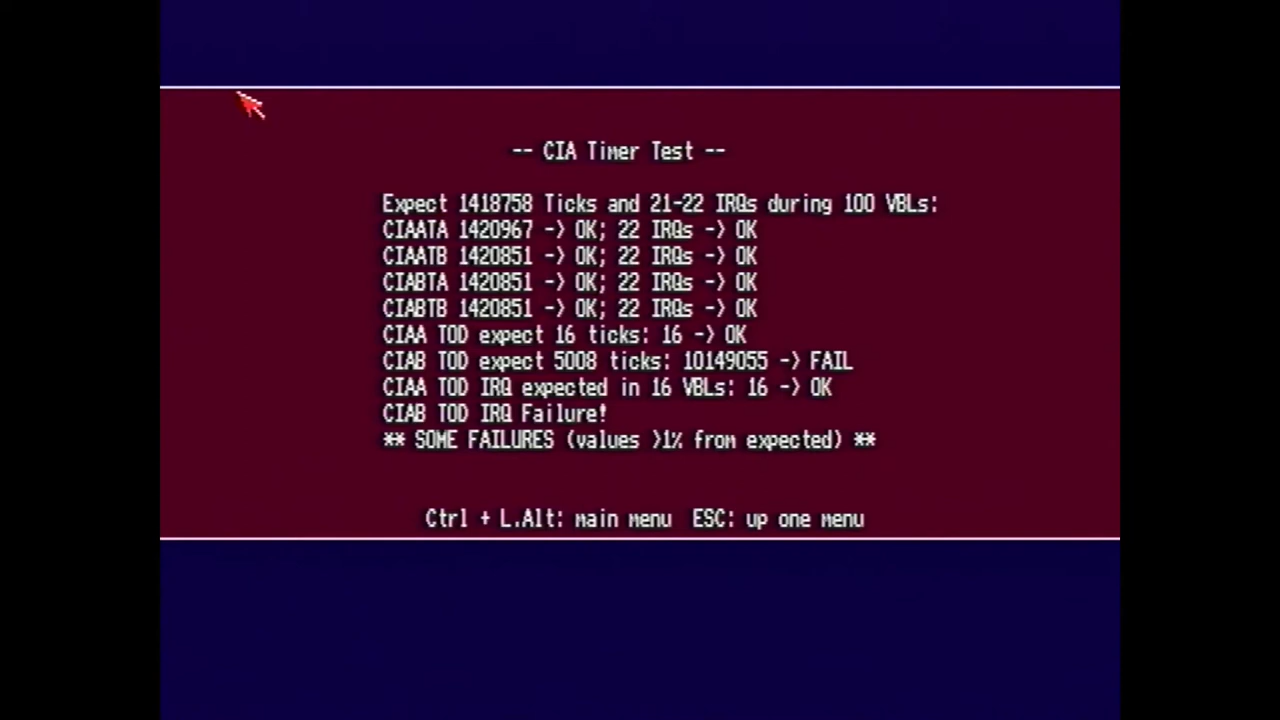 -- CIA Timer Test --
Expect 1418758 Ticks and 21-22 IRQs during 100 VBLs:
CIAATA 1420967 -> OK; 22 IRQs -> OK
CIAATB 1420851 -> OK; 22 IRQs -> OK
CIABTA 1420851 -> OK; 22 IRQs -> OK
CIABTB 1420851 -> OK; 22 IRQs -> OK
CIAA TOD expect 16 ticks: 16 -> OK
CIAB TOD expect 5008 ticks: 10149055 -> FAIL
CIAA TOD IRQ expected in 16 VBLs: 16 -> OK
CIAB TOD IRQ Failure!
** SOME FAILURES (values >1% from expected) **
Ctrl + L.Alt: main menu  ESC: up one menu